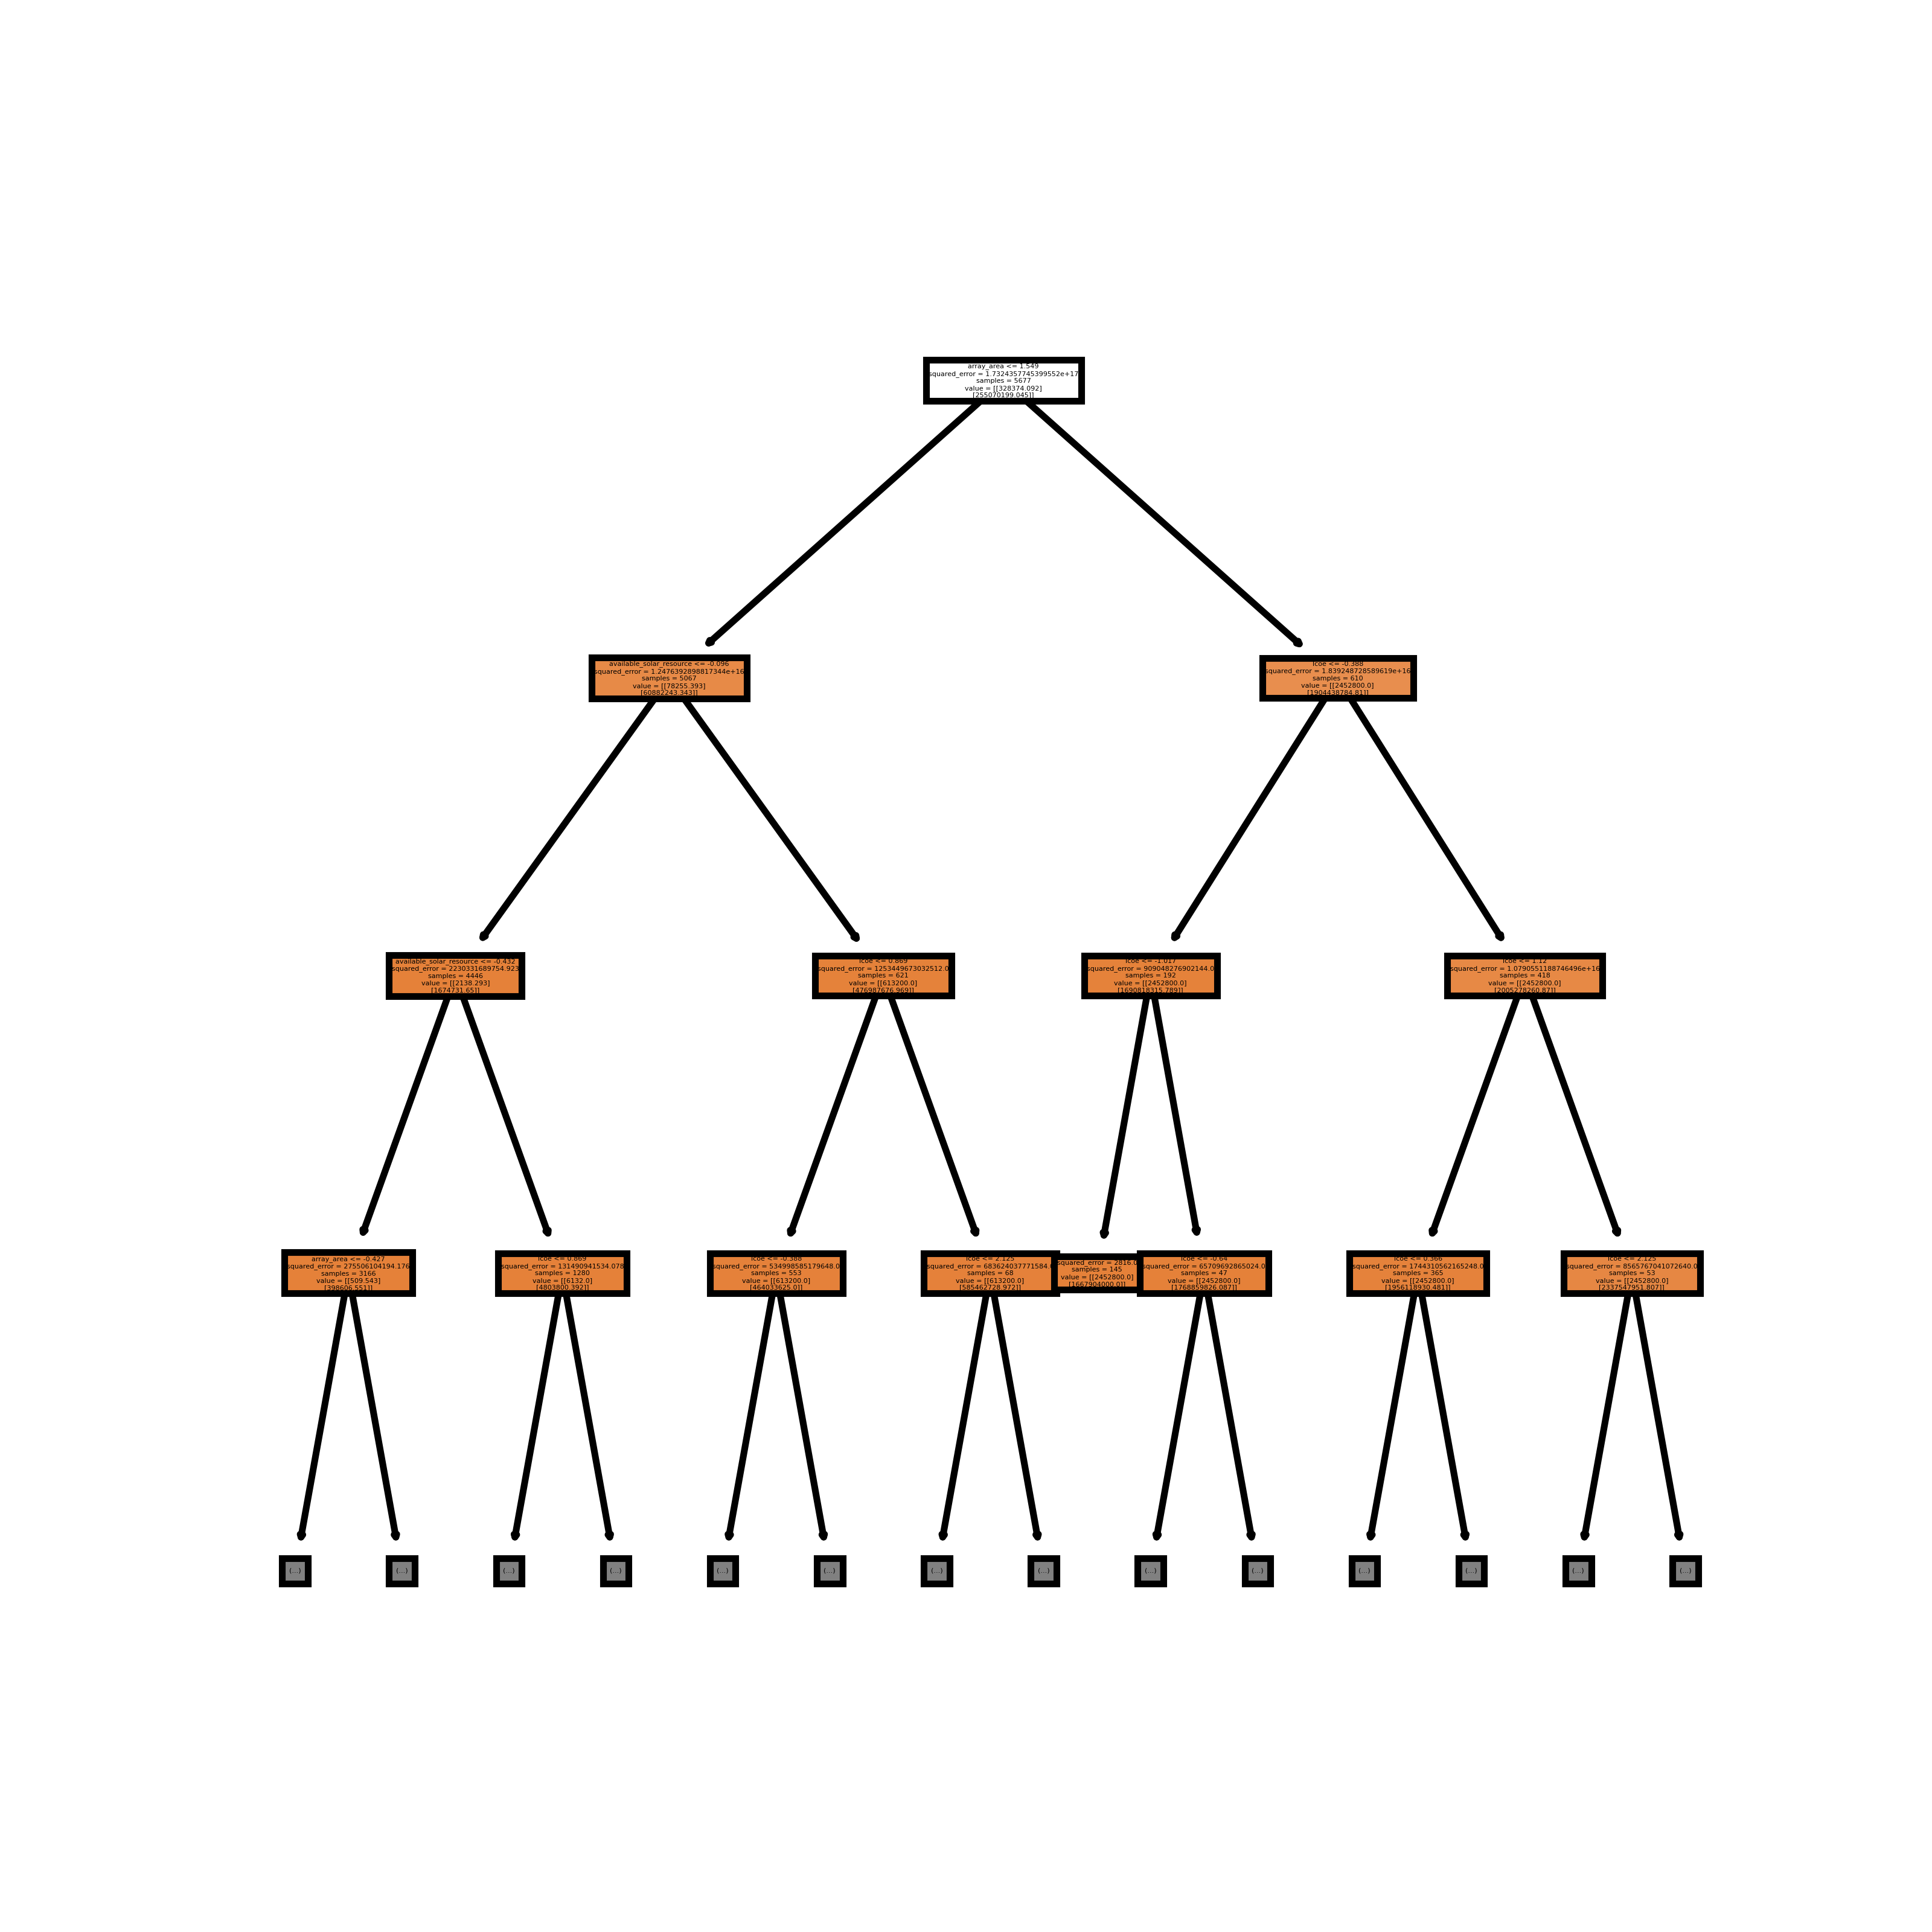 array_area <= 1.549
squared_error = 1.7324357745399552e+17
samples = 5677
value = [[328374.092]
[255070199.045]]
available_solar_resource <= -0.096
squared_error = 1.2476392898817344e+16
samples = 5067
value = [[78255.393]
[60882243.343]]
lcoe <= -0.388
squared_error = 1.839248728589619e+16
samples = 610
value = [[2452800.0]
[1904438784.81]]
available_solar_resource <= -0.432
squared_error = 2230331689754.923
samples = 4446
value = [[2138.293]
[1674731.65]]
lcoe <= 0.869
squared_error = 1253449673032512.0
samples = 621
value = [[613200.0]
[476987676.969]]
lcoe <= -1.017
squared_error = 909048276902144.0
samples = 192
value = [[2452800.0]
[1690818315.789]]
lcoe <= 1.12
squared_error = 1.0790551188746496e+16
samples = 418
value = [[2452800.0]
[2005278260.87]]
array_area <= -0.427
squared_error = 275506104194.176
samples = 3166
value = [[509.543]
[398606.551]]
lcoe <= 0.869
squared_error = 131490941534.078
samples = 1280
value = [[6132.0]
[4803800.392]]
lcoe <= -0.388
squared_error = 534998585179648.0
samples = 553
value = [[613200.0]
[464033625.0]]
lcoe <= 2.125
squared_error = 683624037771584.
samples = 68
value = [[613200.0]
[585462728.972]]
squared_error = 2816.0
samples = 145
value = [[2452800.0]
[1667904000.0]]
lcoe <= -0.64
squared_error = 65709692865024.0
samples = 47
value = [[2452800.0]
[1768859826.087]]
lcoe <= 0.366
squared_error = 1744310562165248.0
samples = 365
value = [[2452800.0]
[1956118930.481]]
lcoe <= 2.125
squared_error = 8565767041072640.0
samples = 53
value = [[2452800.0]
[2337547951.807]]
(...)
(...)
(...)
(...)
(...)
(...)
(...)
(...)
(...)
(...)
(...)
(...)
(...)
(...)